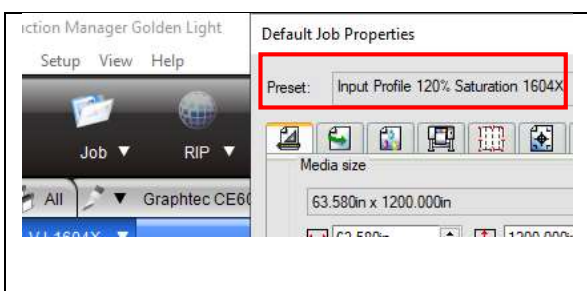 uction Manager Golden Light
Setup View Help
Job RIP
All Graphtec CE60
Default Job Properties
Preset: Input Profile 120% Saturation 1604X
Media size
63.580in x 1200.000in